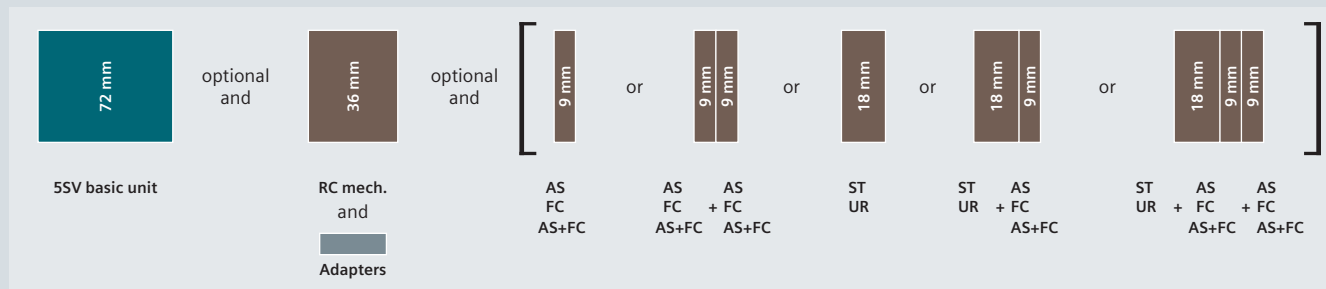 72 mm
optional
and
36 mm
optional
and
9 mm
or
9 mm
9 mm
or
18 mm
or
18 mm
9 mm
or
18 mm
9 mm
9 mm
5SV basic unit
RC mech.
and
Adapters
AS
FC
AS+FC
AS AS
FC + FC
AS+FC AS+FC
ST
UR
ST AS
UR + FC
AS+FC
ST AS AS
UR + FC + FC
AS+FC AS+FC